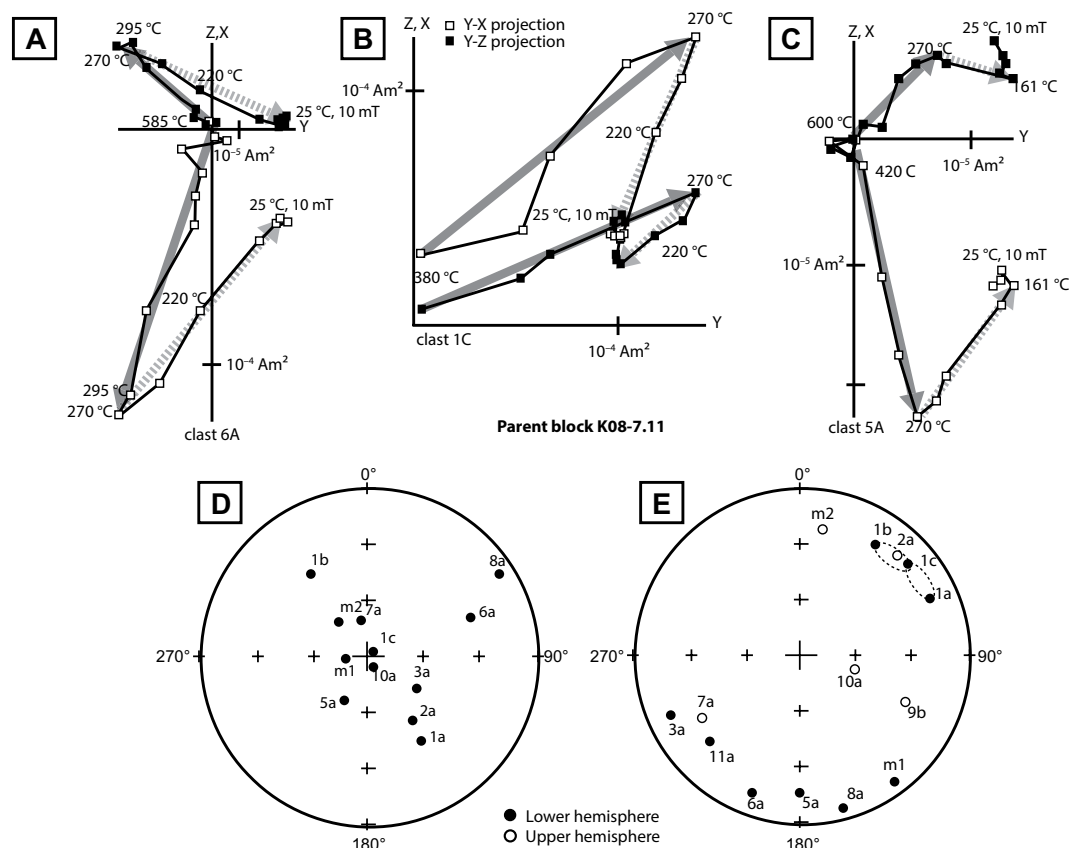 A
Z,X
295 °C
270 °C
220 °C
25 °C, 10 mT
585 °C
Y
10⁻⁵ Am²
25 °C, 10 mT
220 °C
10⁻⁴ Am²
295 °C
270 °C
clast 6A
B
Z, X
Y-X projection
Y-Z projection
270 °C
10⁻⁴ Am²
220 °C
270 °C
25 °C, 10 mT
220 °C
380 °C
Y
10⁻⁴ Am²
clast 1C
Parent block K08-7.11
C
Z, X
25 °C, 10 mT
270 °C
161 °C
600 °C
Y
10⁻⁵ Am²
420 C
25 °C, 10 mT
10⁻⁵ Am²
161 °C
clast 5A
270 °C
D
0°
1b
8a
m2
7a
6a
1c
270°
90°
m1
10a
3a
5a
2a
1a
180°
E
0°
m2
1b
2a
1c
1a
270°
90°
10a
7a
9b
3a
11a
m1
6a
5a
8a
180°
Lower hemisphere
Upper hemisphere